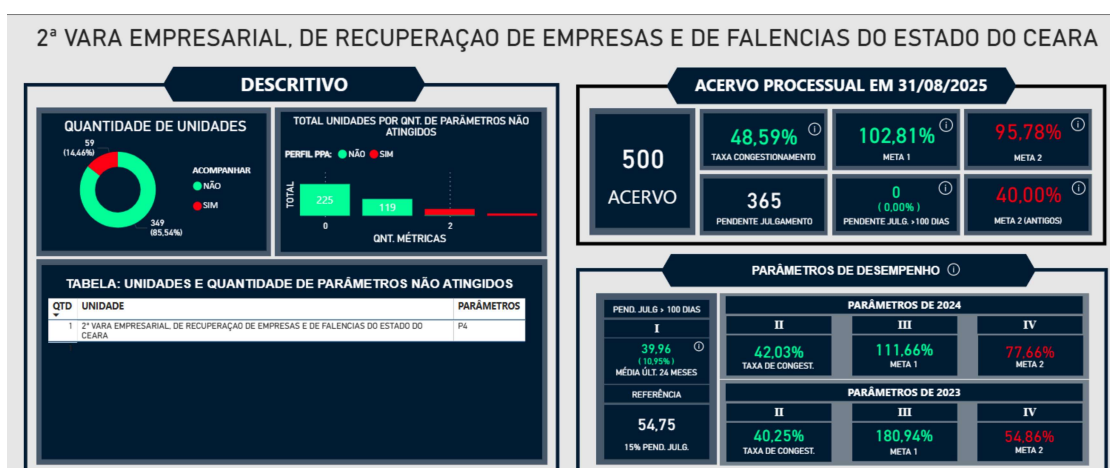 2ª VARA EMPRESARIAL, DE RECUPERAÇAO DE EMPRESAS E DE FALENCIAS DO ESTADO DO CEARA
DESCRITIVO
QUANTIDADE DE UNIDADES
59
(14,46%)
ACOMPANHAR
NÃO
SIM
349
(85,54%)
TOTAL UNIDADES POR QNT. DE PARÂMETROS NÃO
ATINGIDOS
PERFIL PPA: NÃO SIM
TOTAL
225
119
0
2
QNT. MÉTRICAS
TABELA: UNIDADES E QUANTIDADE DE PARÂMETROS NÃO ATINGIDOS
QTD UNIDADE PARÂMETROS
1 2ª VARA EMPRESARIAL, DE RECUPERAÇAO DE EMPRESAS E DE FALENCIAS DO ESTADO DO P4
CEARA
ACERVO PROCESSUAL EM 31/08/2025
500
ACERVO
48,59%
TAXA CONGESTIONAMENTO
102,81%
META 1
95,78%
META 2
365
PENDENTE JULGAMENTO
0
(0,00%)
PENDENTE JULG. >100 DIAS
40,00%
META 2 (ANTIGOS)
PARÂMETROS DE DESEMPENHO
PEND. JULG > 100 DIAS
I
39,96
(10,95%)
MÉDIA ÚLT. 24 MESES
REFERÊNCIA
54,75
15% PEND. JULG.
PARÂMETROS DE 2024
II III IV
42,03%
TAXA DE CONGEST.
111,66%
META 1
77,66%
META 2
PARÂMETROS DE 2023
II III IV
40,25%
TAXA DE CONGEST.
180,94%
META 1
54,86%
META 2